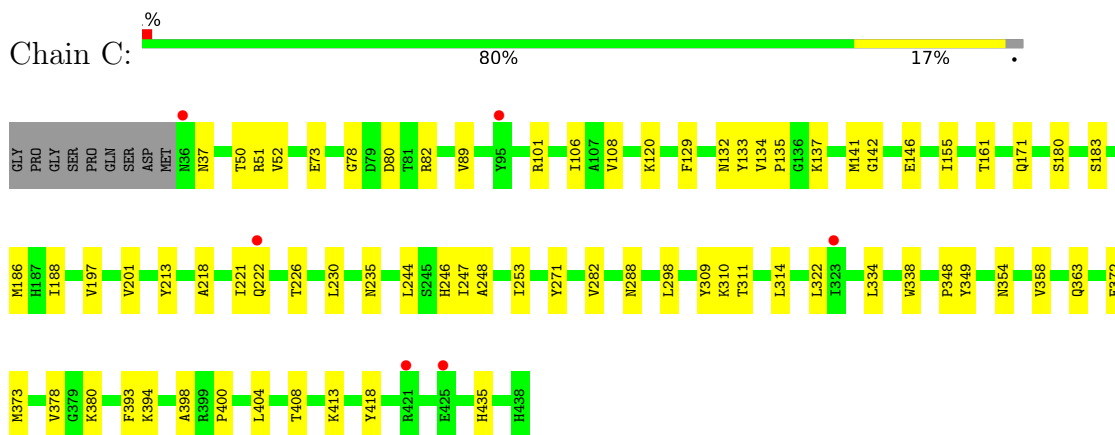 %
Chain C:
80% 17% •
GLY PRO GLY SER PRO GLN SER ASP MET N36 N37 T50 R51 V52 E73 G78 D79 D80 T81 R82 V89 Y95 R101 I106 A107 V108 K120 F129 N132 Y133 V134 P135 G136 K137 M141 G142 E146 I155 T161 Q171 S180 S183
M186 H187 I188 V197 V201 Y213 A218 I221 Q222 T226 L230 N235 L244 S245 H246 I247 A248 I253 Y271 V282 N288 L298 Y309 K310 T311 L314 L322 I323 L334 W338 P348 Y349 N354 V358 Q363
M373 V378 G379 K380 F393 K394 A398 R399 P400 L404 T408 K413 Y418 R421 E425 H435 H438